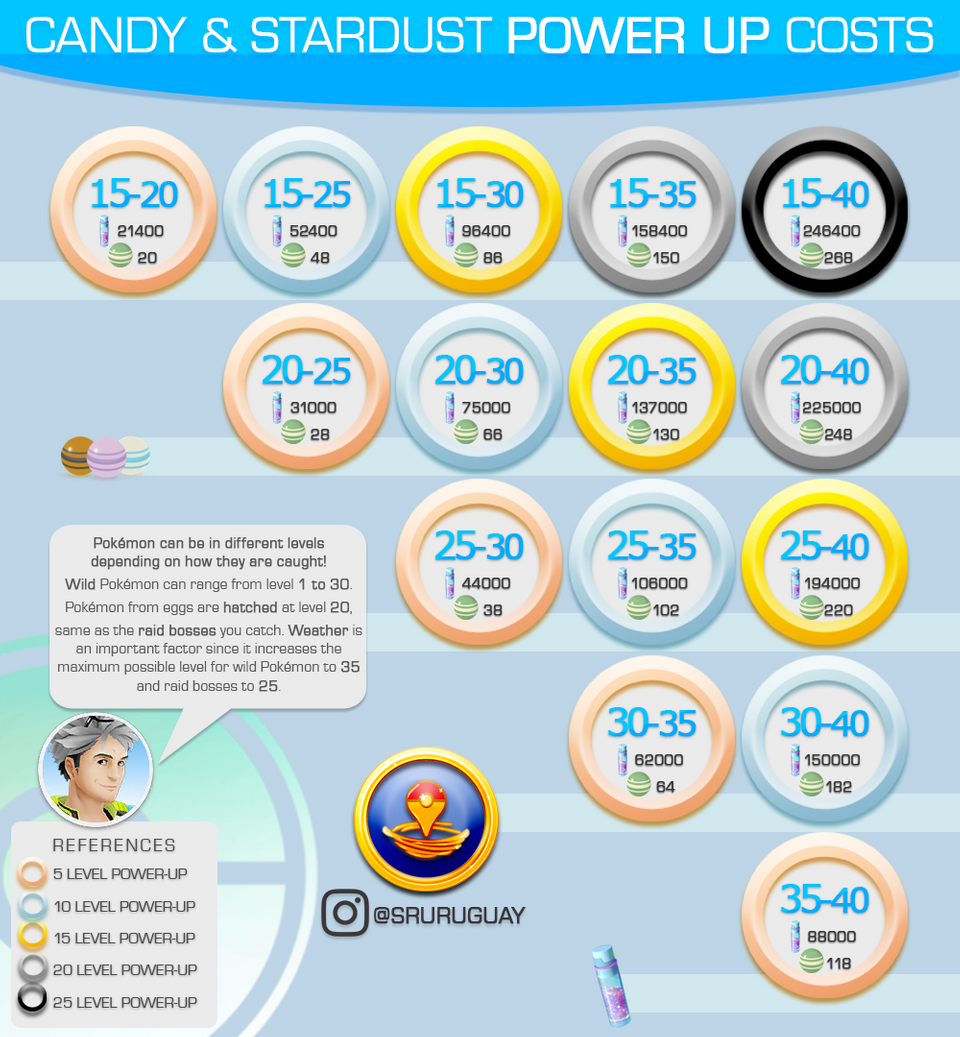 CANDY & STARDUST POWER UP COSTS
15-20
21400
20
15-25
52400
48
15-30
96400
86
15-35
158400
150
15-40
246400
268
20-25
31000
28
20-30
75000
66
20-35
137000
130
20-40
225000
248
25-30
44000
38
25-35
106000
102
25-40
194000
220
Pokémon can be in different levels
depending on how they are caught!
Wild Pokémon can range from level 1 to 30.
Pokémon from eggs are hatched at level 20,
same as the raid bosses you catch. Weather is
an important factor since it increases the
maximum possible level for wild Pokémon to 35
and raid bosses to 25.
30-35
62000
64
30-40
150000
182
35-40
88000
118
REFERENCES
5 LEVEL POWER-UP
10 LEVEL POWER-UP
15 LEVEL POWER-UP
20 LEVEL POWER-UP
25 LEVEL POWER-UP
@SRURUGUAY